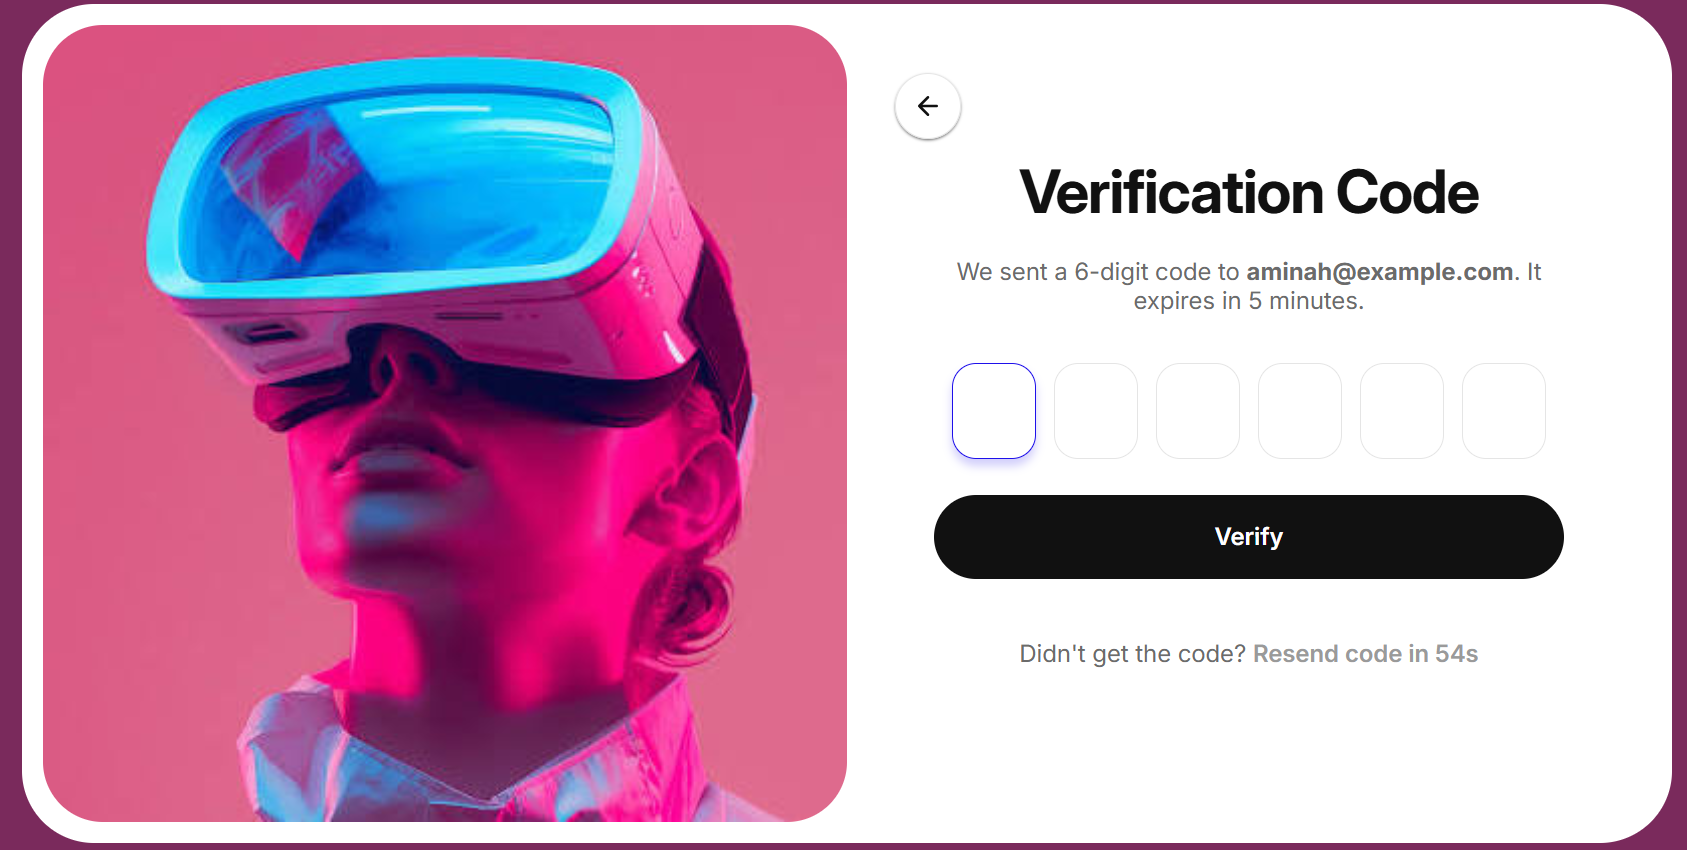 Verification Code
We sent a 6-digit code to aminah@example.com. It
expires in 5 minutes.
Verify
Didn't get the code? Resend code in 54s